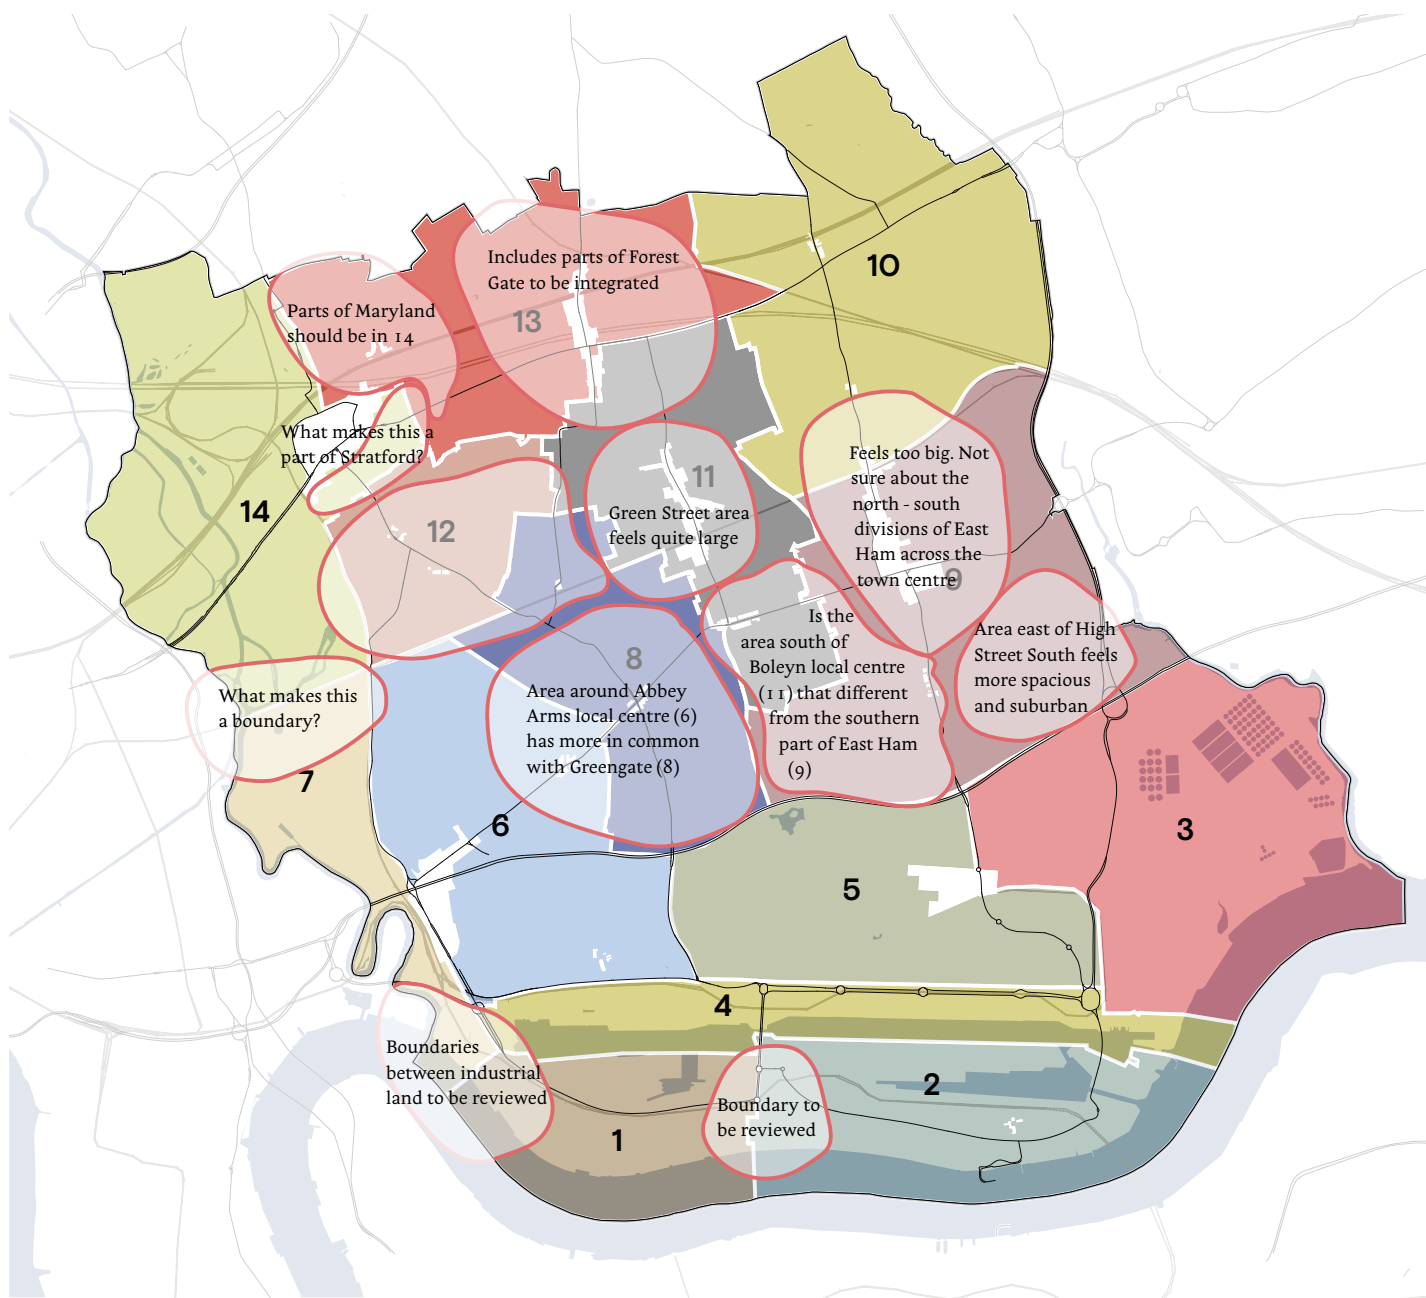 10
Includes parts of Forest
Gate to be integrated
13
Parts of Maryland
should be in 14
What makes this a
part of Stratford?
14
12
11
Green Street area
feels quite large
Feels too big. Not
sure about the
north - south
divisions of East
Ham across the
town centre
9
Is the
area south of
Boleyn local centre
(11) that different
from the southern
part of East Ham
(9)
Area east of High
Street South feels
more spacious
and suburban
8
Area around Abbey
Arms local centre (6)
has more in common
with Greengate (8)
What makes this
a boundary?
7
6
3
5
4
Boundaries
between industrial
land to be reviewed
2
Boundary to
be reviewed
1